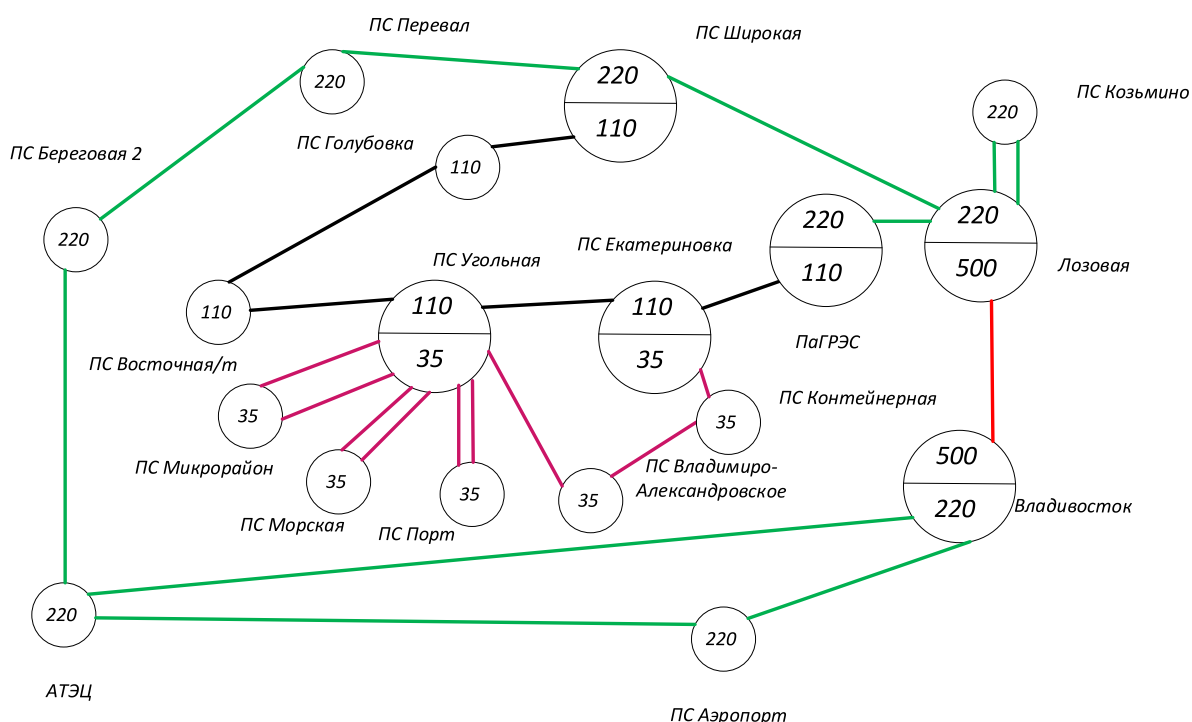 ПС Перевал
ПС Широкая
220
220
110
ПС Козьмино
220
ПС Береговая 2
ПС Голубовка
110
220
220
110
220
500
Лозовая
ПС Екатериновка
ПС Угольная
110
110
35
110
35
ПаГРЭС
ПС Восточная/т
35
ПС Микрорайон
35
ПС Морская
35
ПС Порт
35
ПС Контейнерная
35
ПС Владимиро-
Александровское
500
220
Владивосток
220
АТЭЦ
220
ПС Аэропорт